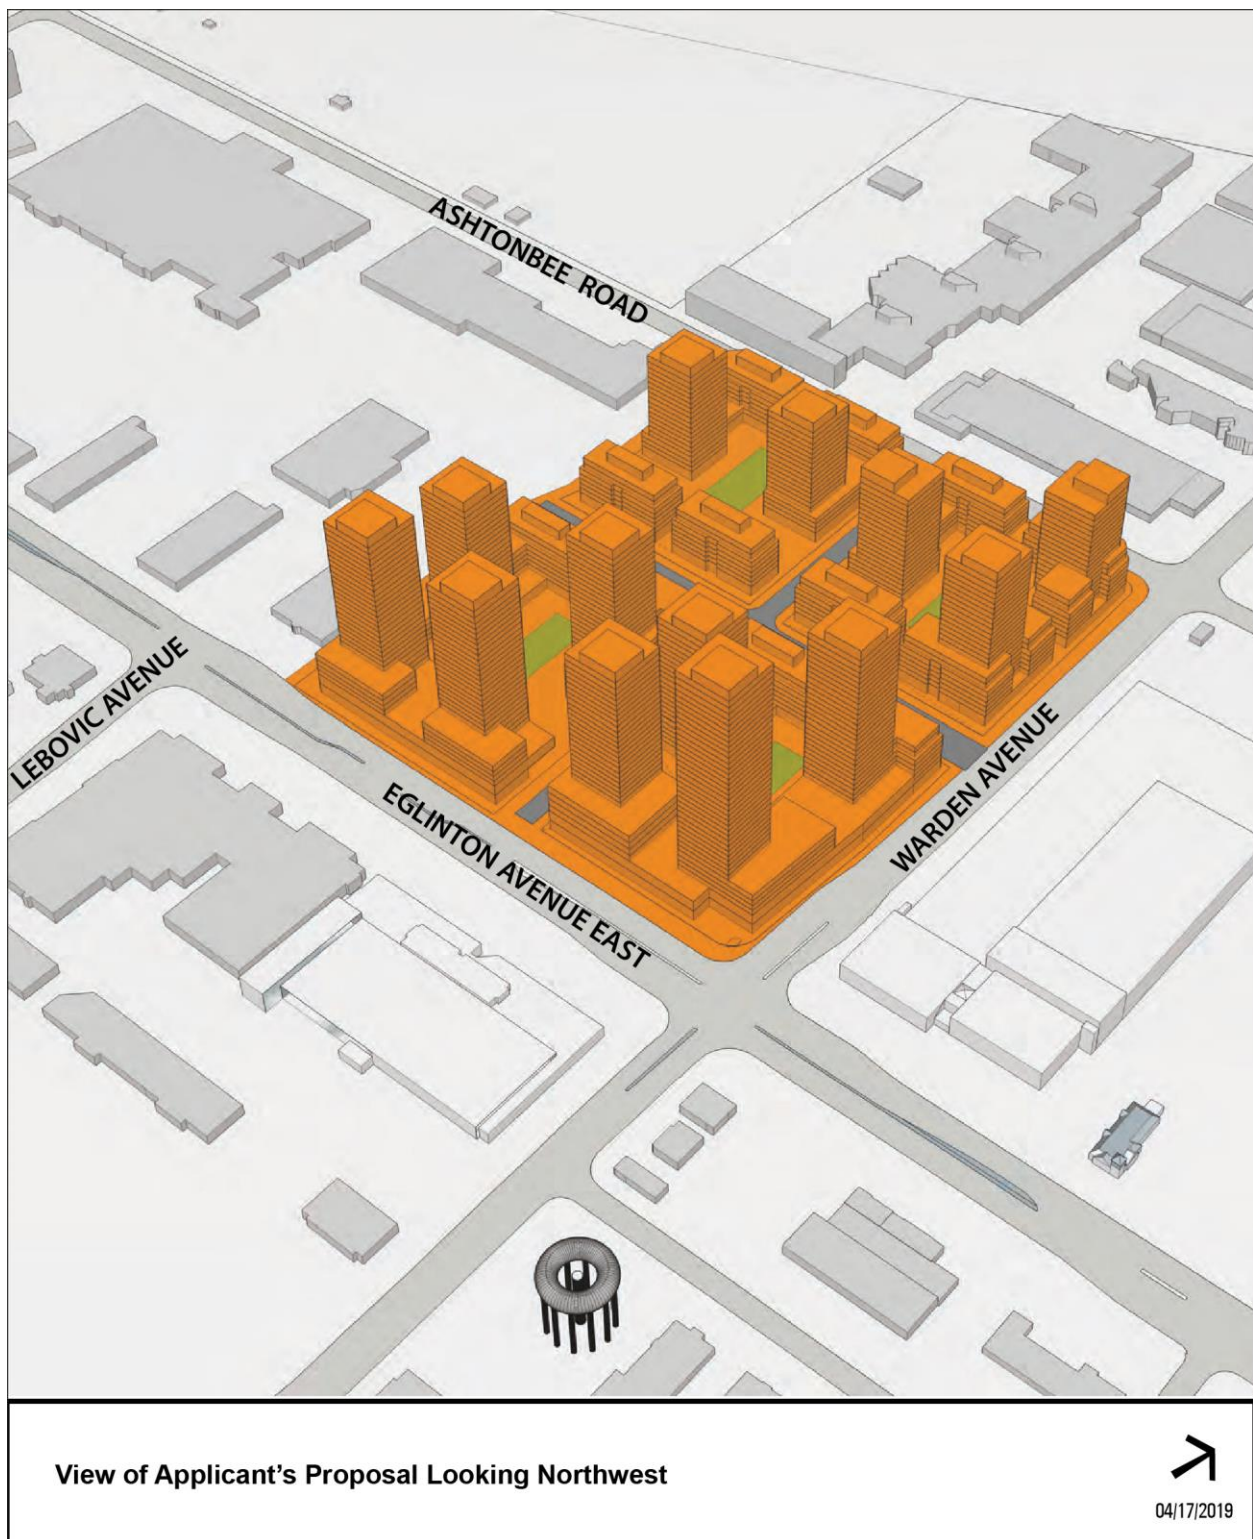 ASHTONBEE ROAD
LEBOVIC AVENUE
EGLINTON AVENUE EAST
WARDEN AVENUE
View of Applicant's Proposal Looking Northwest
04/17/2019